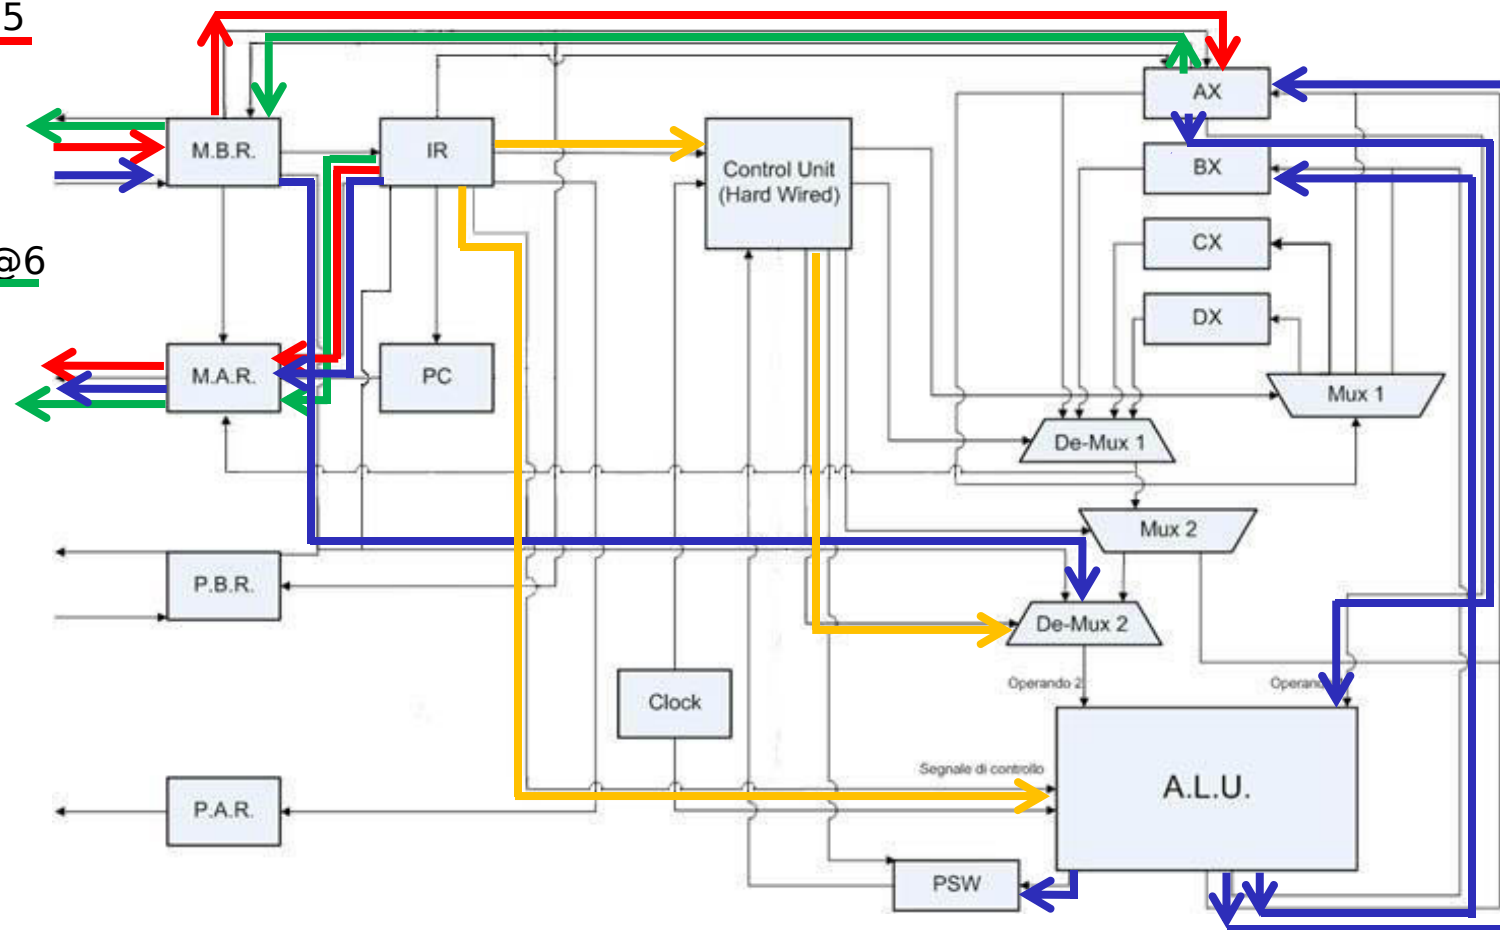 5
AX
M.B.R.
IR
Control Unit
(Hard Wired)
BX
@6
CX
DX
M.A.R.
PC
Mux 1
De-Mux 1
Mux 2
P.B.R.
De-Mux 2
Operando 2
Clock
Segnale di controllo
A.L.U.
P.A.R.
PSW